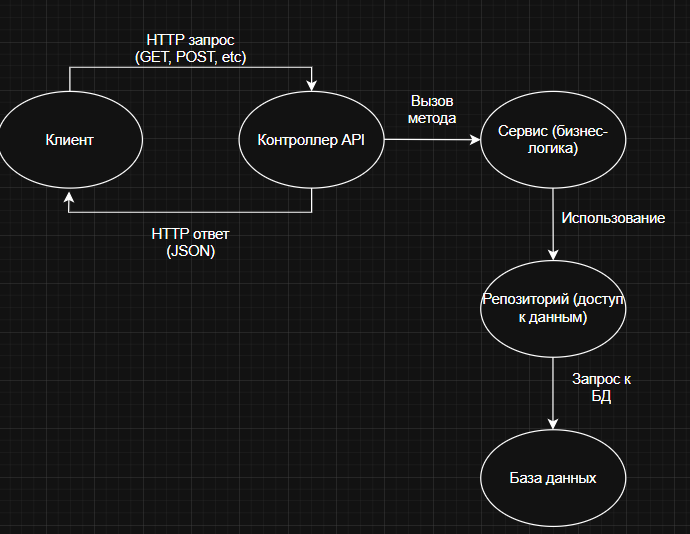 HTTP запрос
(GET, POST, etc)
Клиент
Контроллер API
Вызов
метода
Сервис (бизнес-
логика)
HTTP ответ
(JSON)
Использование
Репозиторий (доступ
к данным)
Запрос к
БД
База данных